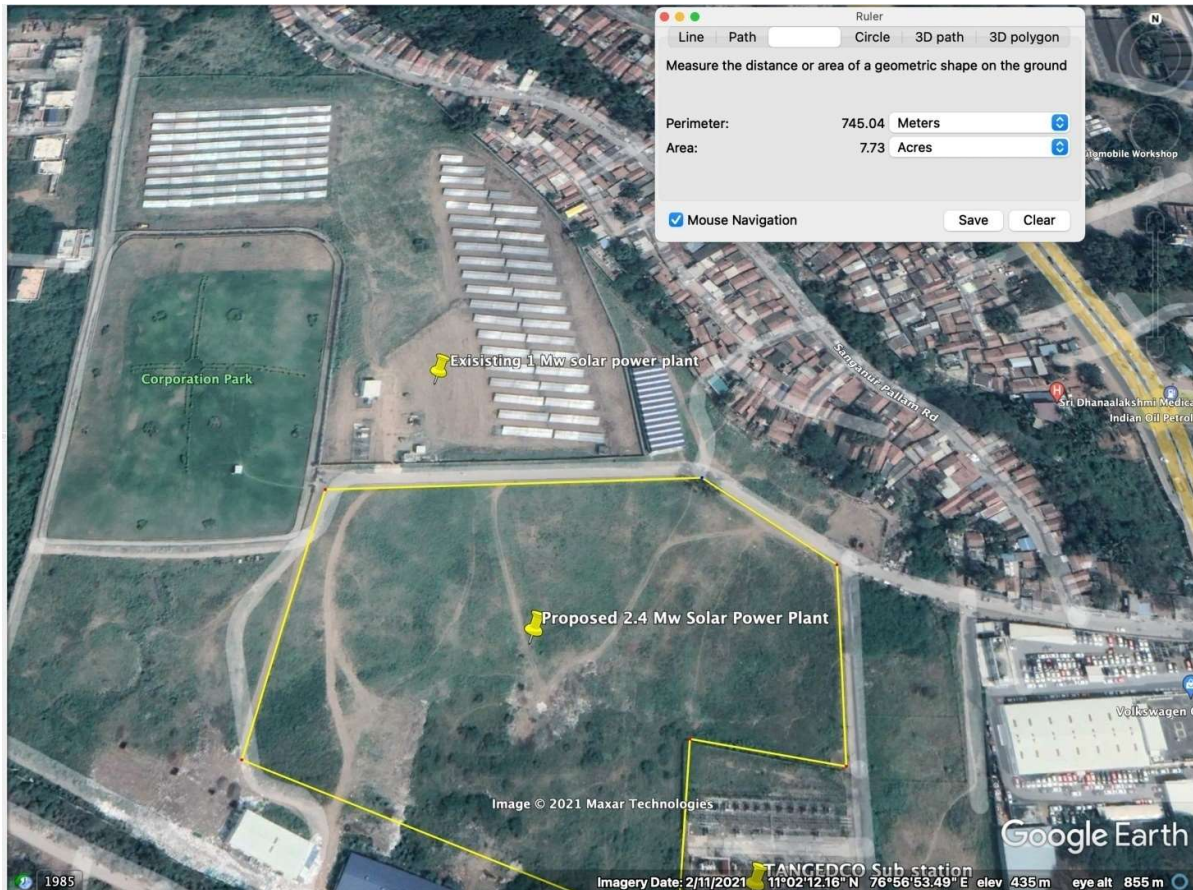 Ruler
Line Path Circle 3D path 3D polygon
Measure the distance or area of a geometric shape on the ground
Perimeter: 745.04 Meters
Area: 7.73 Acres
Mouse Navigation Save Clear
N
utomobile Workshop
Exisisting 1 Mw solar power plant
Corporation Park
Sanganur Pallam Rd
H
Sri Dhanaalakshmi Medica
Indian Oil Petrol
Proposed 2.4 Mw Solar Power Plant
Volkswagen
Image © 2021 Maxar Technologies
Google Earth
TANGEDCO Sub station
1985
Imagery Date: 2/11/2021 11°02'12.16" N 76°56'53.49" E elev 435 m eye alt 855 m